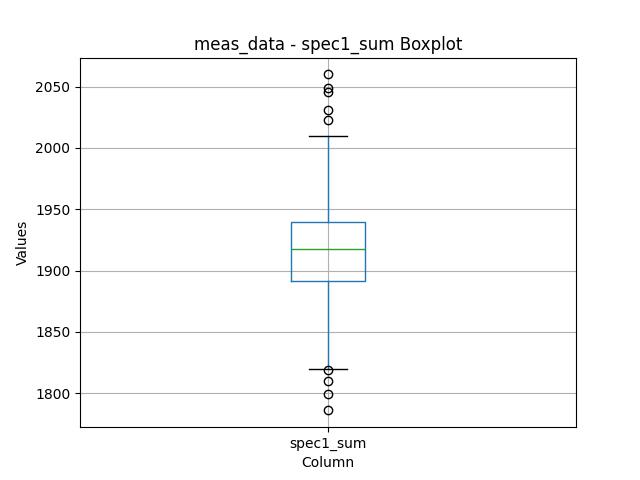 meas_data - spec1_sum Boxplot
2050
2000
1950
1900
1850
1800
Values
spec1_sum
Column